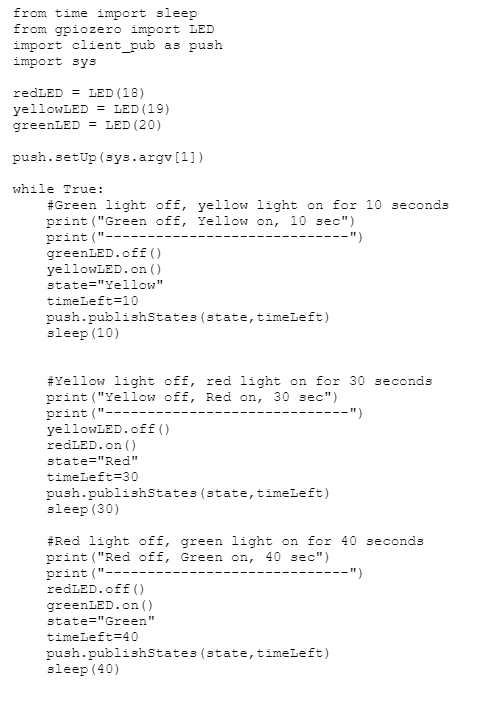 from time import sleep
from gpiozero import LED
import client_pub as push
import sys

redLED = LED(18)
yellowLED = LED(19)
greenLED = LED(20)

push.setUp(sys.argv[1])

while True:
    #Green light off, yellow light on for 10 seconds
    print("Green off, Yellow on, 10 sec")
    print("-----------------------------")
    greenLED.off()
    yellowLED.on()
    state="Yellow"
    timeLeft=10
    push.publishStates(state,timeLeft)
    sleep(10)


    #Yellow light off, red light on for 30 seconds
    print("Yellow off, Red on, 30 sec")
    print("-----------------------------")
    yellowLED.off()
    redLED.on()
    state="Red"
    timeLeft=30
    push.publishStates(state,timeLeft)
    sleep(30)

    #Red light off, green light on for 40 seconds
    print("Red off, Green on, 40 sec")
    print("-----------------------------")
    redLED.off()
    greenLED.on()
    state="Green"
    timeLeft=40
    push.publishStates(state,timeLeft)
    sleep(40)